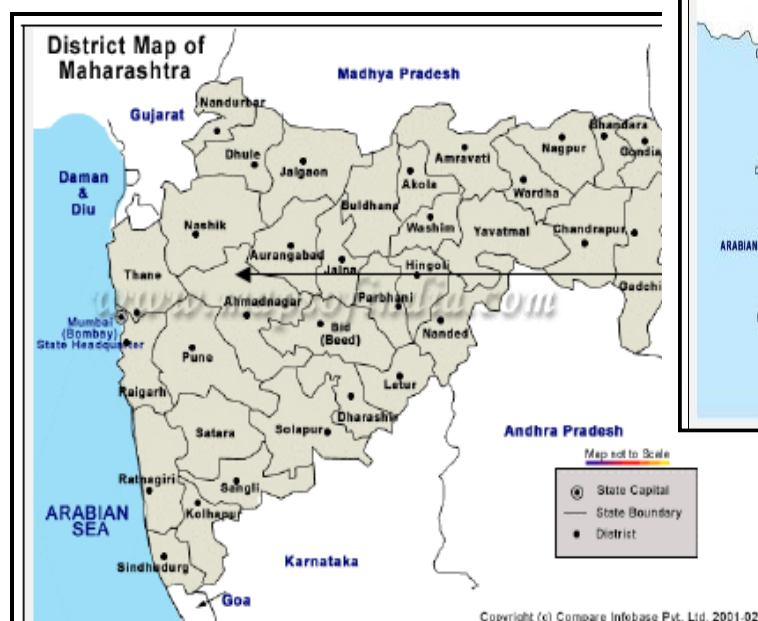 District Map of
Maharashtra
Madhya Pradesh
Nandurbar
Gujarat
Bhandara
Nagpur
Gondia
Dhule
Amravati
Jalgaon
Daman
&
Diu
Akola
Wardha
Buldhana
Nashik
Washim
Yavatmal
Chandrapur
ARABIAN
Aurangabad
Jalna
Hingoli
Thane
Gadchi
www.mapsofindia.com
Ahmadnagar
Parbhani
Mumbai
(Bombay)
State Headquarter
Bid
(Beed)
Nanded
Pune
Latur
Raigarh
Dharashiv
Satara
Solapur
Andhra Pradesh
Map not to Scale
Ratnagiri
Sangli
State Capital
ARABIAN
SEA
Kolhapur
State Boundary
District
Karnataka
Sindhudurg
Goa
Copyright (c) Compare Infobase Pvt. Ltd. 2001-02